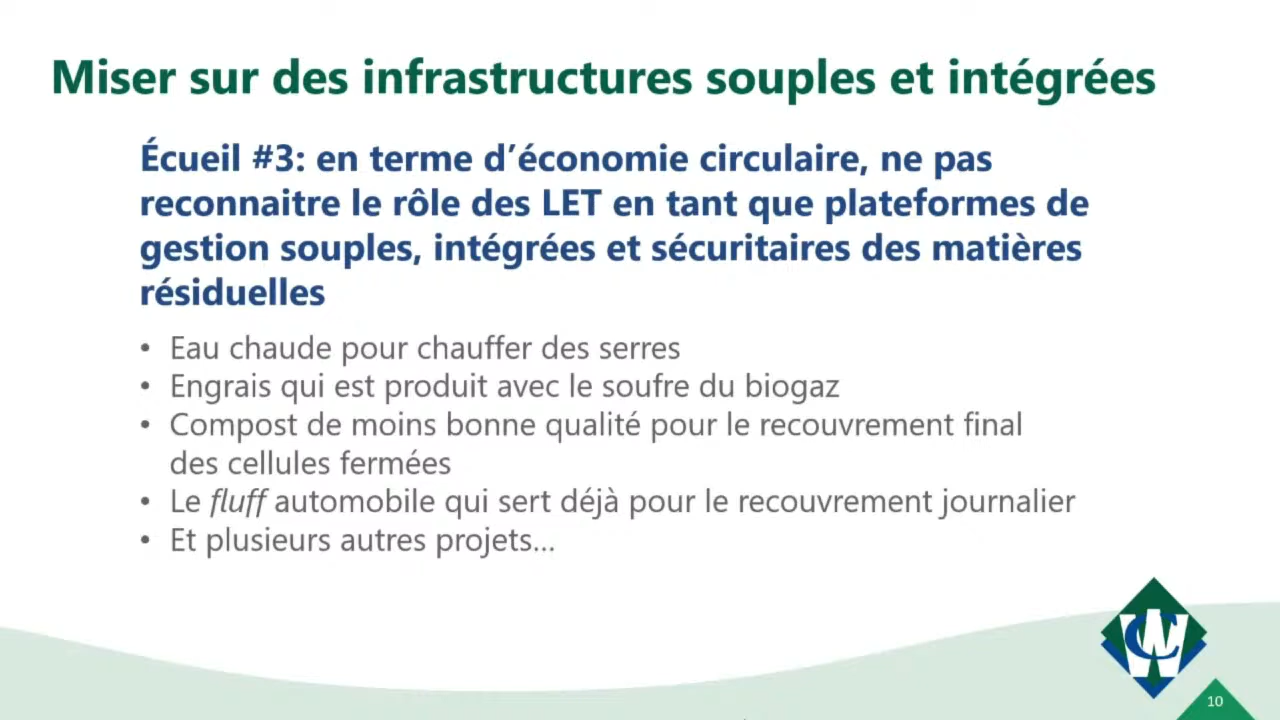 Miser sur des infrastructures souples et intégrées
Écueil #3: en terme d’économie circulaire, ne pas
reconnaitre le rôle des LET en tant que plateformes de
gestion souples, intégrées et sécuritaires des matières
résiduelles
• Eau chaude pour chauffer des serres
• Engrais qui est produit avec le soufre du biogaz
• Compost de moins bonne qualité pour le recouvrement final
des cellules fermées
• Le fluff automobile qui sert déjà pour le recouvrement journalier
• Et plusieurs autres projets…
WC
10